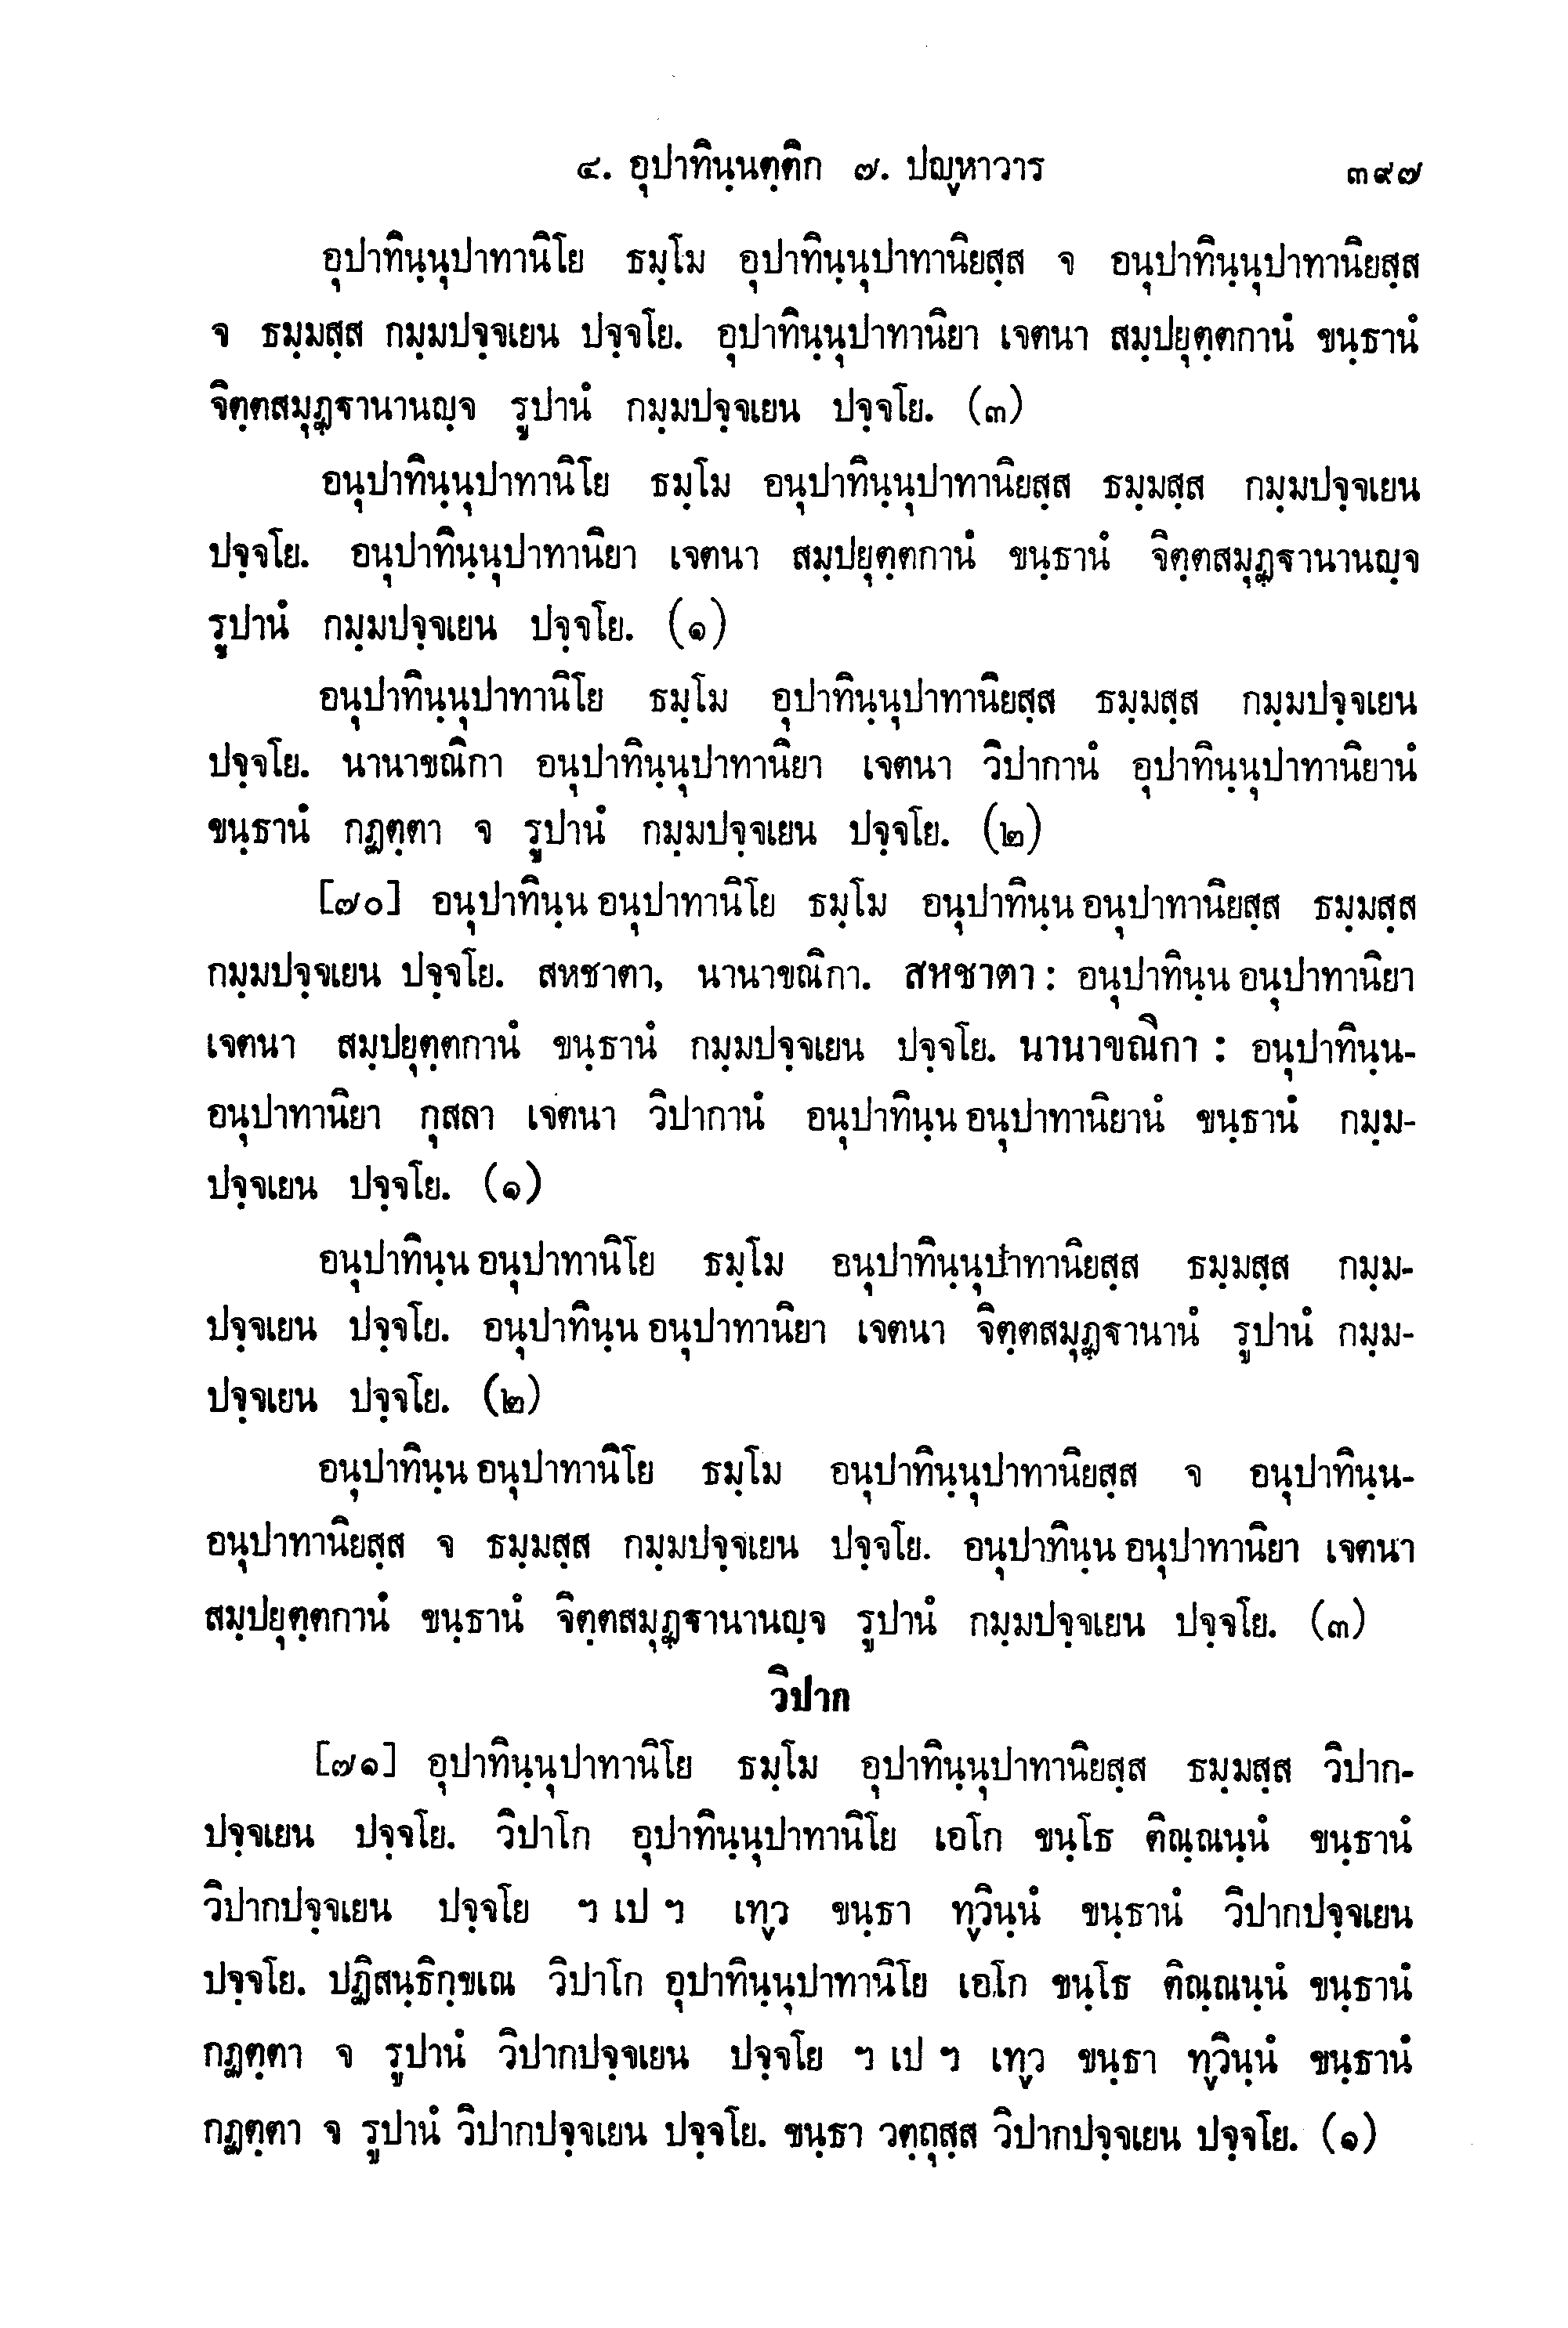 ๔. อุปาทินฺนตฺติก ๗. ปญฺหาวาร ๓๙๗
อุปาทินฺนุปาทานิโย ธมฺโม อุปาทินฺนุปาทานิยสฺส จ อนุปาทินฺนุปาทานิยสฺส
จ ธมฺมสฺส กมฺมปจฺจเยน ปจฺจโย. อุปาทินฺนุปาทานิยา เจตนา สมฺปยุตฺตกานํ ขนฺธานํ
จิตฺตสมุฏฺฐานานญฺจ รูปานํ กมฺมปจฺจเยน ปจฺจโย. (๓)
อนุปาทินฺนุปาทานิโย ธมฺโม อนุปาทินฺนุปาทานิยสฺส ธมฺมสฺส กมฺมปจฺจเยน
ปจฺจโย. อนุปาทินฺนุปาทานิยา เจตนา สมฺปยุตฺตกานํ ขนฺธานํ จิตฺตสมุฏฺฐานานญฺจ
รูปานํ กมฺมปจฺจเยน ปจฺจโย. (๑)
อนุปาทินฺนุปาทานิโย ธมฺโม อุปาทินฺนุปาทานิยสฺส ธมฺมสฺส กมฺมปจฺจเยน
ปจฺจโย. นานาขณิกา อนุปาทินฺนุปาทานิยา เจตนา วิปากานํ อุปาทินฺนุปาทานิยานํ
ขนฺธานํ กฏตฺตา จ รูปานํ กมฺมปจฺจเยน ปจฺจโย. (๒)
[๗๐] อนุปาทินฺน อนุปาทานิโย ธมฺโม อนุปาทินฺน อนุปาทานิยสฺส ธมฺมสฺส
กมฺมปจฺจเยน ปจฺจโย. สหชาตา, นานาขณิกา. สหชาตา : อนุปาทินฺน อนุปาทานิยา
เจตนา สมฺปยุตฺตกานํ ขนฺธานํ กมฺมปจฺจเยน ปจฺจโย. นานาขณิกา : อนุปาทินฺน-
อนุปาทานิยา กุสลา เจตนา วิปากานํ อนุปาทินฺน อนุปาทานิยานํ ขนฺธานํ กมฺม-
ปจฺจเยน ปจฺจโย. (๑)
อนุปาทินฺน อนุปาทานิโย ธมฺโม อนุปาทินฺนุปาทานิยสฺส ธมฺมสฺส กมฺม-
ปจฺจเยน ปจฺจโย. อนุปาทินฺน อนุปาทานิยา เจตนา จิตฺตสมุฏฺฐานานํ รูปานํ กมฺม-
ปจฺจเยน ปจฺจโย. (๒)
อนุปาทินฺน อนุปาทานิโย ธมฺโม อนุปาทินฺนุปาทานิยสฺส จ อนุปาทินฺน-
อนุปาทานิยสฺส จ ธมฺมสฺส กมฺมปจฺจเยน ปจฺจโย. อนุปาทินฺน อนุปาทานิยา เจตนา
สมฺปยุตฺตกานํ ขนฺธานํ จิตฺตสมุฏฺฐานานญฺจ รูปานํ กมฺมปจฺจเยน ปจฺจโย. (๓)
วิปาก
[๗๑] อุปาทินฺนุปาทานิโย ธมฺโม อุปาทินฺนุปาทานิยสฺส ธมฺมสฺส วิปาก-
ปจฺจเยน ปจฺจโย. วิปาโก อุปาทินฺนุปาทานิโย เอโก ขนฺโธ ติณฺณนฺนํ ขนฺธานํ
วิปากปจฺจเยน ปจฺจโย ฯ เป ฯ เทฺว ขนฺธา ทฺวินฺนํ ขนฺธานํ วิปากปจฺจเยน
ปจฺจโย. ปฏิสนฺธิกฺขเณ วิปาโก อุปาทินฺนุปาทานิโย เอโก ขนฺโธ ติณฺณนฺนํ ขนฺธานํ
กฏตฺตา จ รูปานํ วิปากปจฺจเยน ปจฺจโย ฯ เป ฯ เทฺว ขนฺธา ทฺวินฺนํ ขนฺธานํ
กฏตฺตา จ รูปานํ วิปากปจฺจเยน ปจฺจโย. ขนฺธา วตฺถุสฺส วิปากปจฺจเยน ปจฺจโย. (๑)